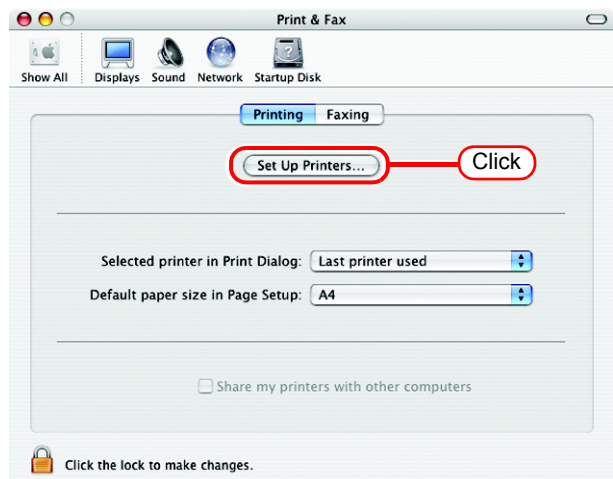 Print & Fax
Show All Displays Sound Network Startup Disk
Printing Faxing
Set Up Printers... Click
Selected printer in Print Dialog: Last printer used
Default paper size in Page Setup: A4
Share my printers with other computers
Click the lock to make changes.